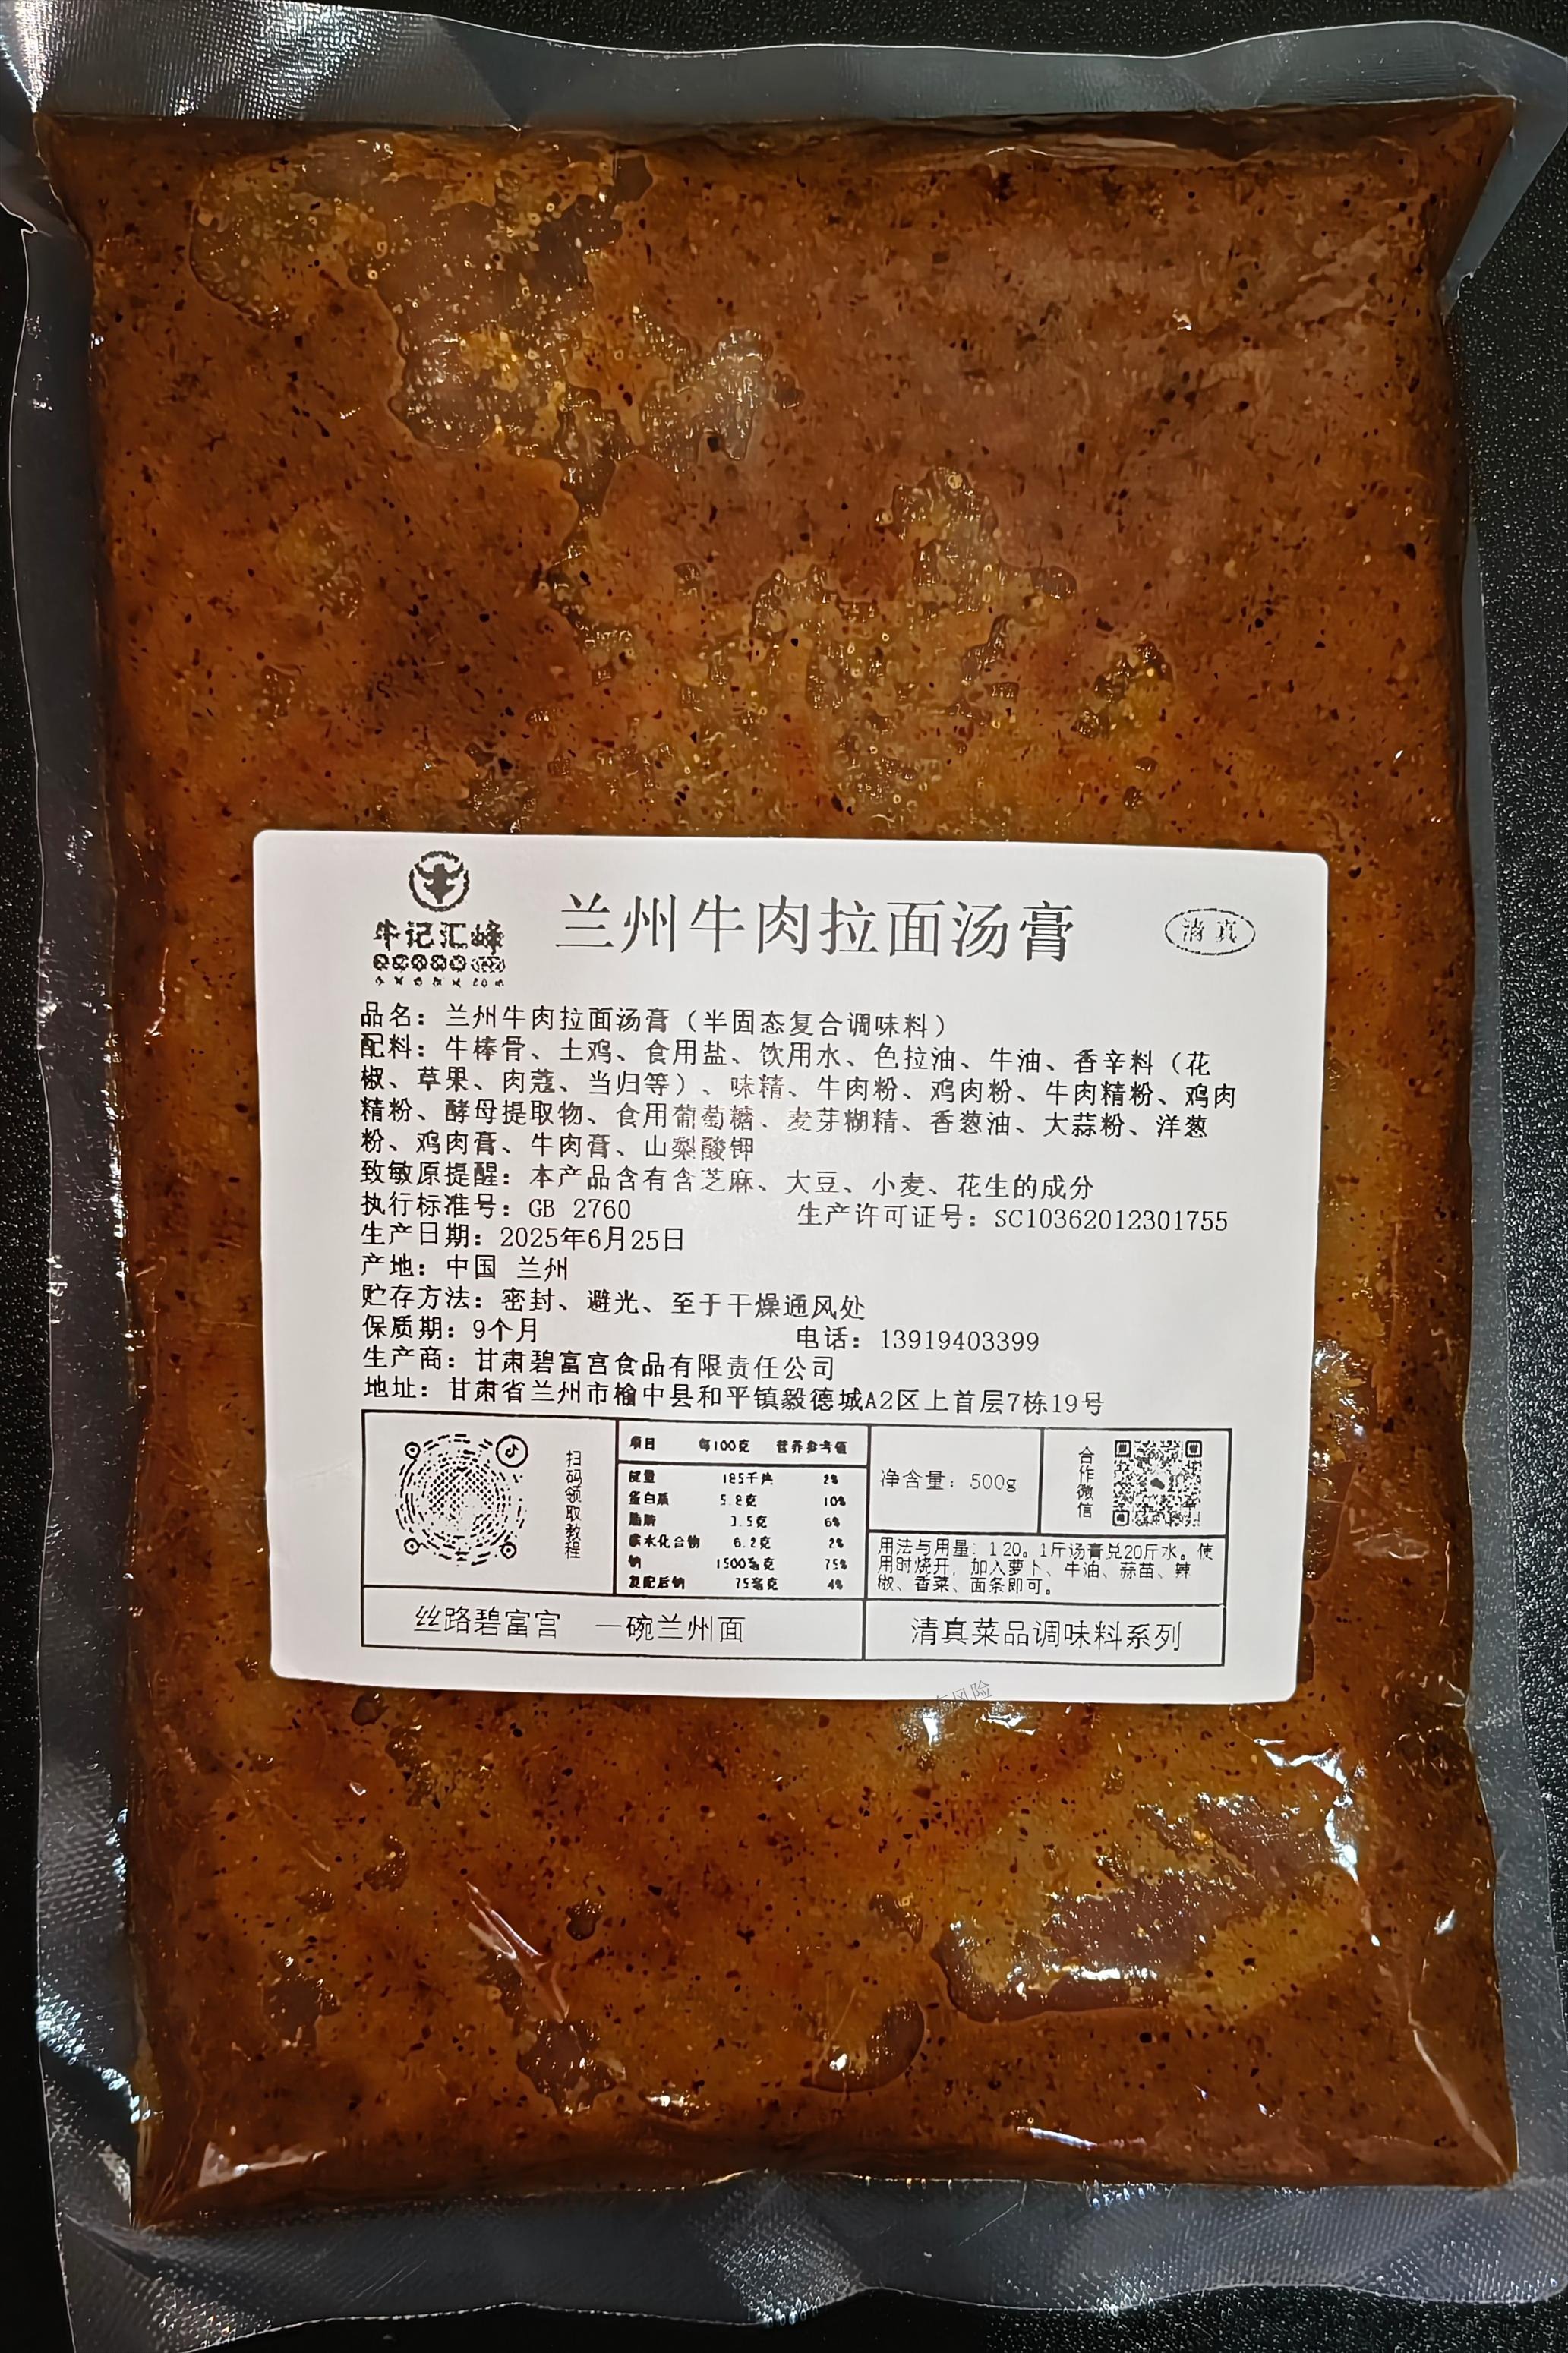 牛记汇蜂
兰州牛肉拉面汤膏
清真
品名：兰州牛肉拉面汤膏（半固态复合调味料）
配料：牛棒骨、土鸡、食用盐、饮用水、色拉油、牛油、香辛料（花
椒、草果、肉蔻、当归等）、味精、牛肉粉、鸡肉粉、牛肉精粉、鸡肉
精粉、酵母提取物、食用葡萄糖、麦芽糊精、香葱油、大蒜粉、洋葱
粉、鸡肉膏、牛肉膏、山梨酸钾
致敏原提醒：本产品含有含芝麻、大豆、小麦、花生的成分
执行标准号：GB 2760 生产许可证号：SC10362012301755
生产日期：2025年6月25日
产地：中国 兰州
贮存方法：密封、避光、至于干燥通风处
保质期：9个月 电话：13919403399
生产商：甘肃碧富宫食品有限责任公司
地址：甘肃省兰州市榆中县和平镇毅德城A2区上首层7栋19号
扫码领取教程
项目 每100克 营养参考值
能量 185千焦 2%
蛋白质 5.8克 10%
脂肪 3.5克 6%
碳水化合物 6.2克 2%
钠 1500毫克 75%
75毫克 4%
净含量：500g
合作微信
用法与用量：1 20。1斤汤膏兑20斤水。使
用时烧开，加入萝卜、牛油、蒜苗、辣
椒、香菜、面条即可。
丝路碧富宫 一碗兰州面
清真菜品调味料系列
风险